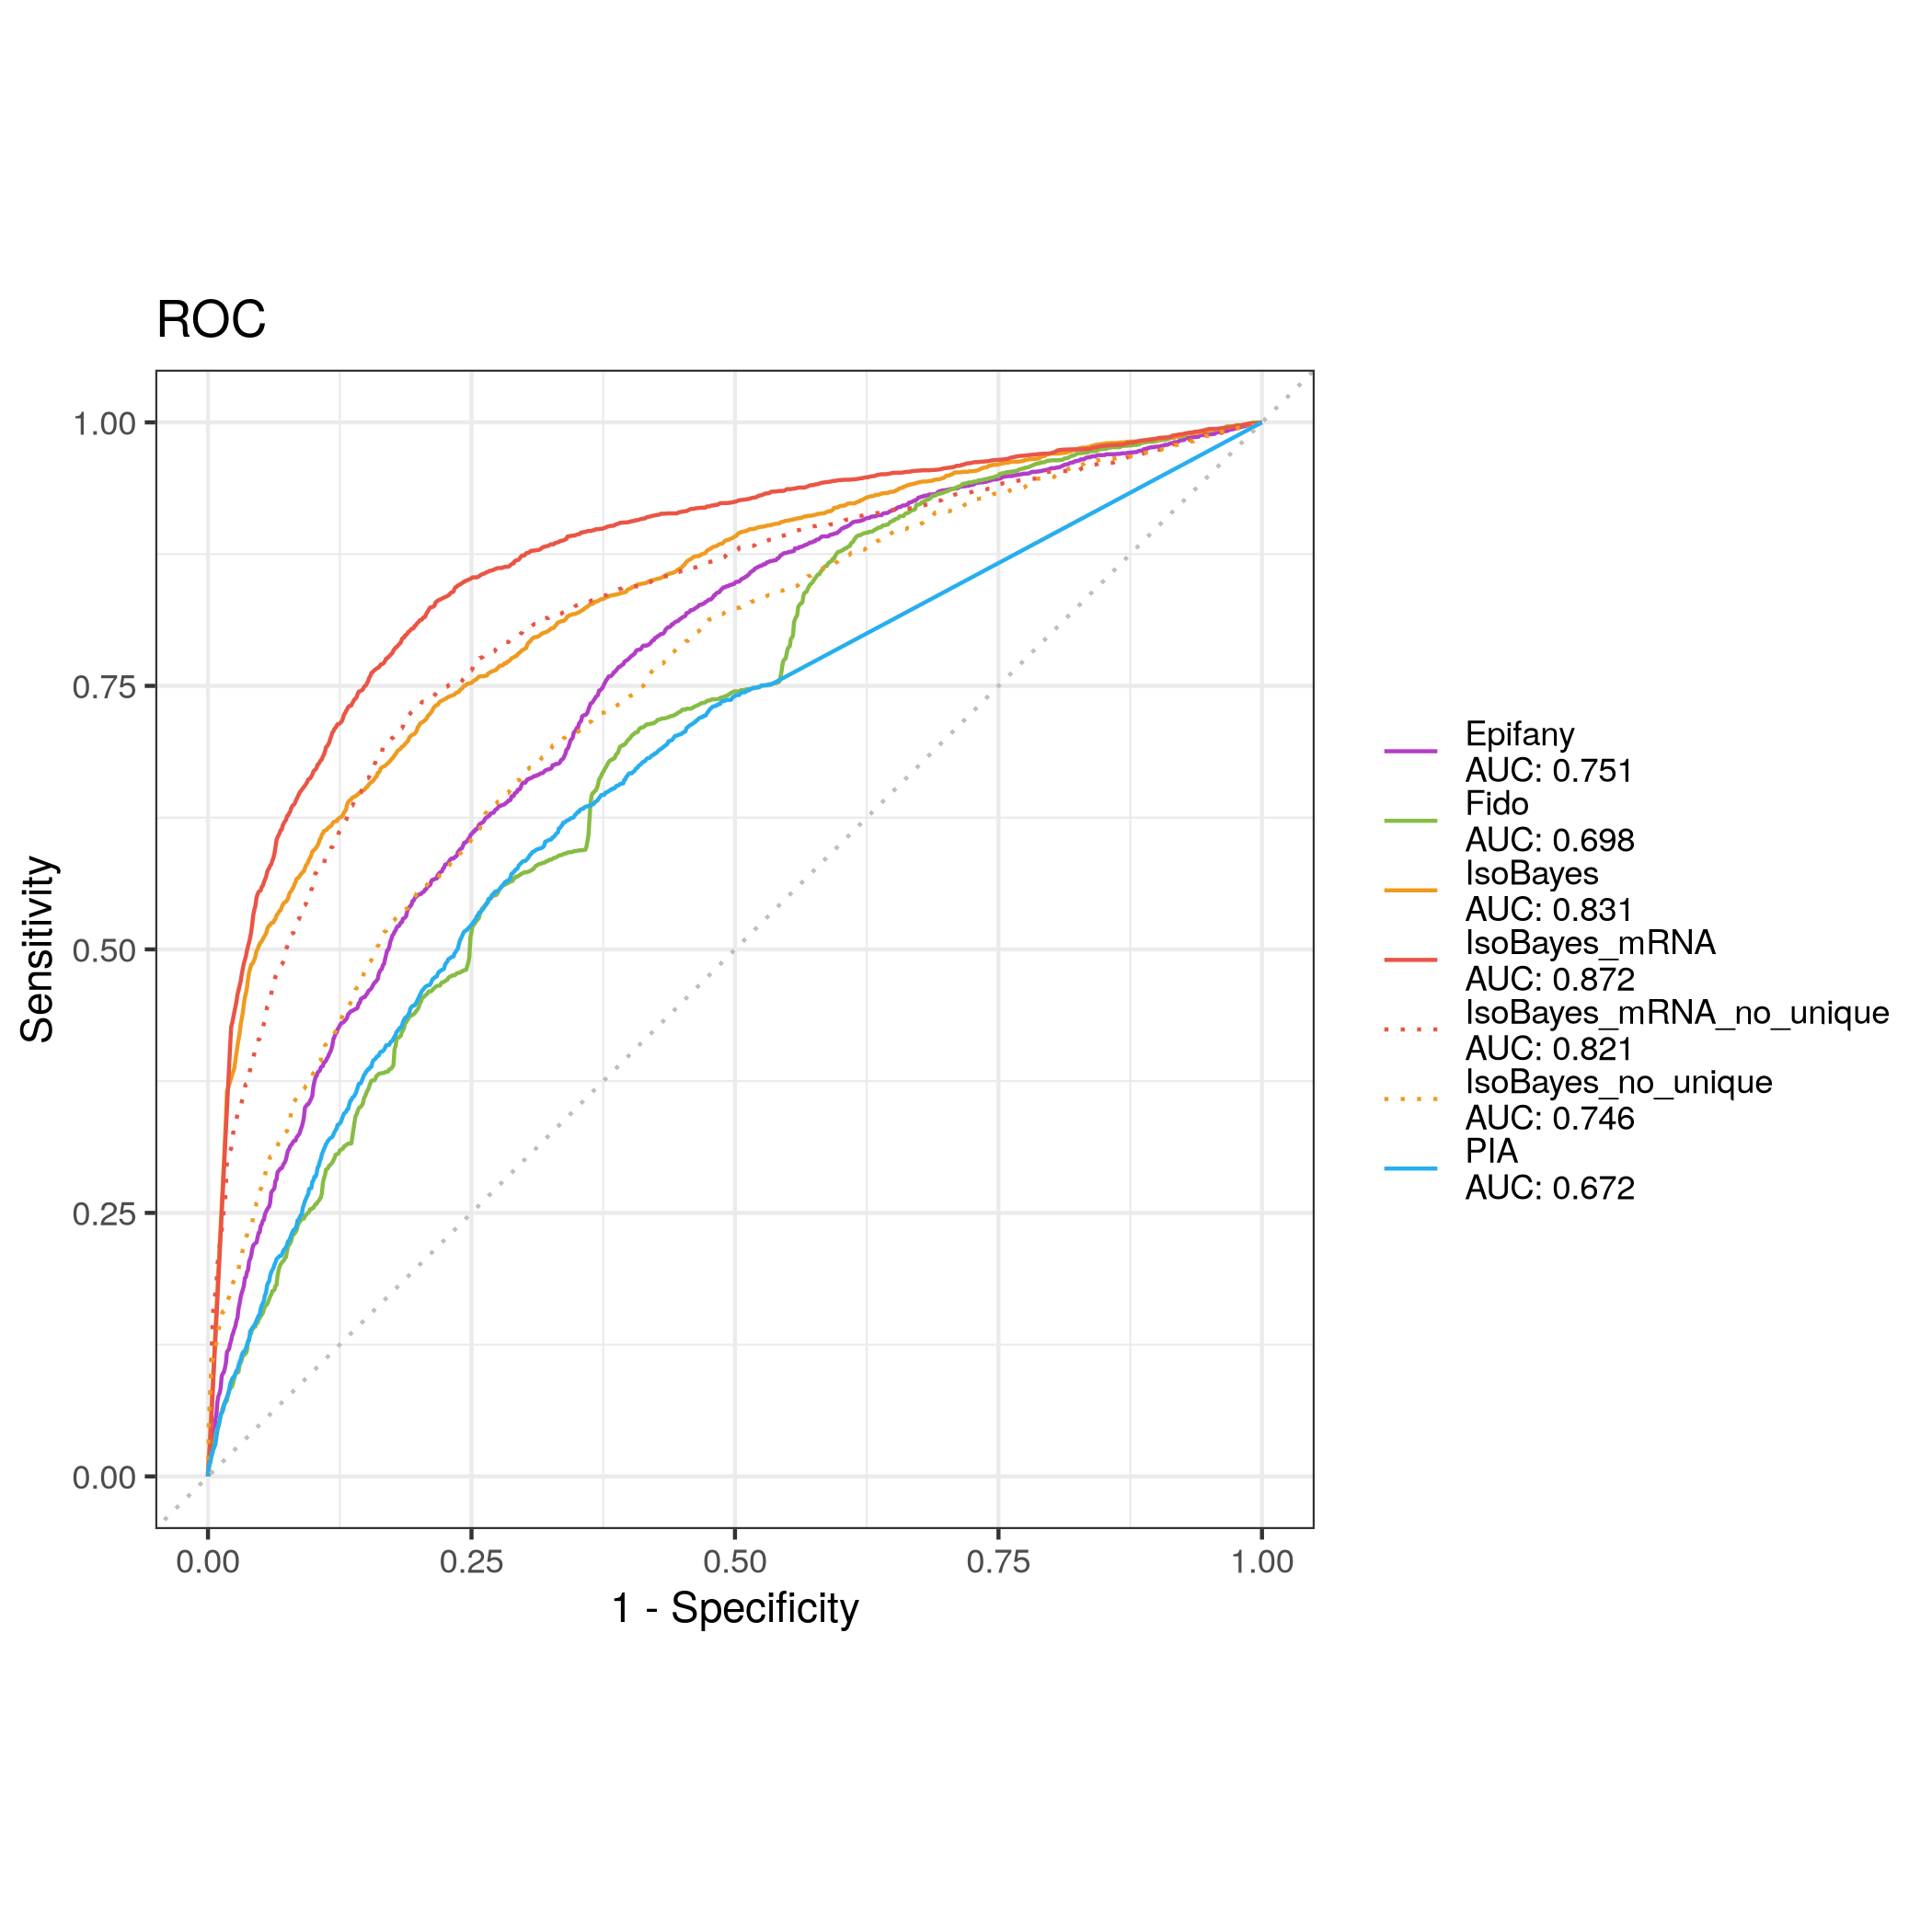 ROC
1.00
0.75
0.50
0.25
0.00
Sensitivity
0.00
0.25
0.50
0.75
1.00
1 - Specificity
Epifany
AUC: 0.751
Fido
AUC: 0.698
IsoBayes
AUC: 0.831
IsoBayes_mRNA
AUC: 0.872
IsoBayes_mRNA_no_unique
AUC: 0.821
IsoBayes_no_unique
AUC: 0.746
PIA
AUC: 0.672